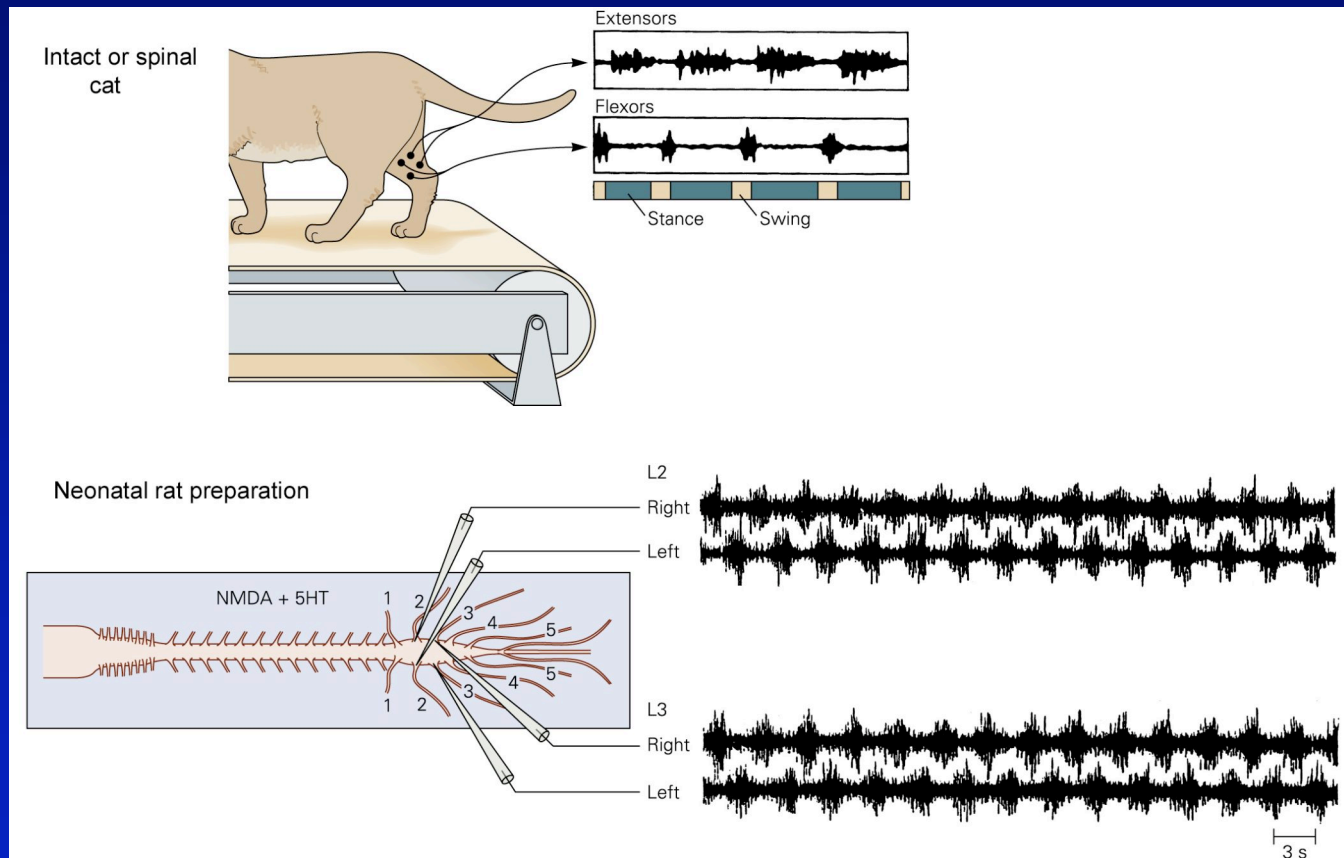 Intact or spinal
cat
Extensors
Flexors
Stance
Swing
Neonatal rat preparation
NMDA + 5HT
1
2
3
4
5
5
4
3
2
1
L2
Right
Left
L3
Right
Left
3 s